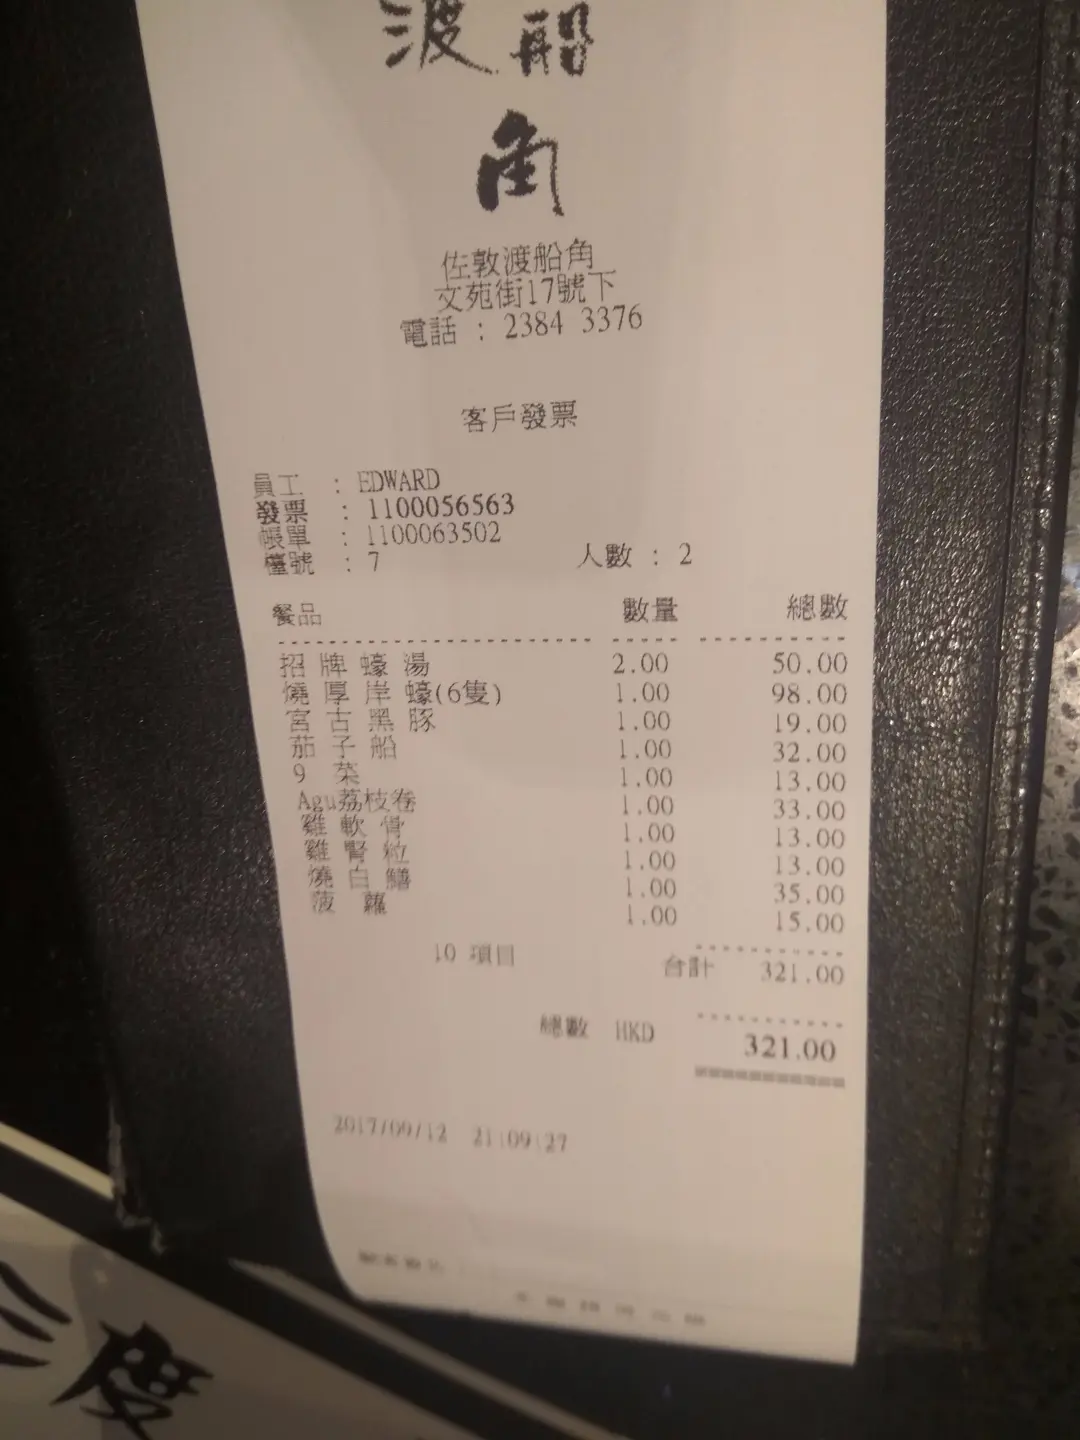 渡船
角
佐敦渡船角
文苑街17號下
電話 : 2384 3376
客戶發票
員工 : EDWARD
發票 : 1100056563
帳單 : 1100063502
檯號 : 7 人數 : 2
餐品 數量 總數
招牌蠔湯 2.00 50.00
燒厚岸蠔(6隻) 1.00 98.00
宮古黑豚 1.00 19.00
茄子船 1.00 32.00
9 菜 1.00 13.00
Agu荔枝卷 1.00 33.00
雞軟骨 1.00 13.00
雞腎粒 1.00 13.00
燒白鱔 1.00 35.00
菠蘿 1.00 15.00
10 項目 合計 321.00
總數 HKD 321.00
2017/09/12 21:09:27
渡